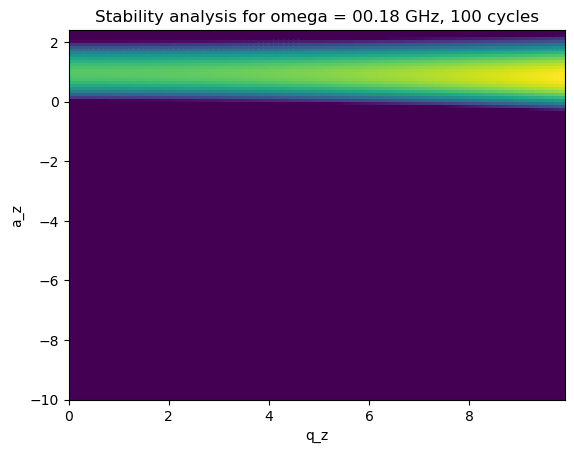 Stability analysis for omega = 00.18 GHz, 100 cycles
2
0
−2
−4
−6
−8
−10
a_z
0 2 4 6 8
q_z